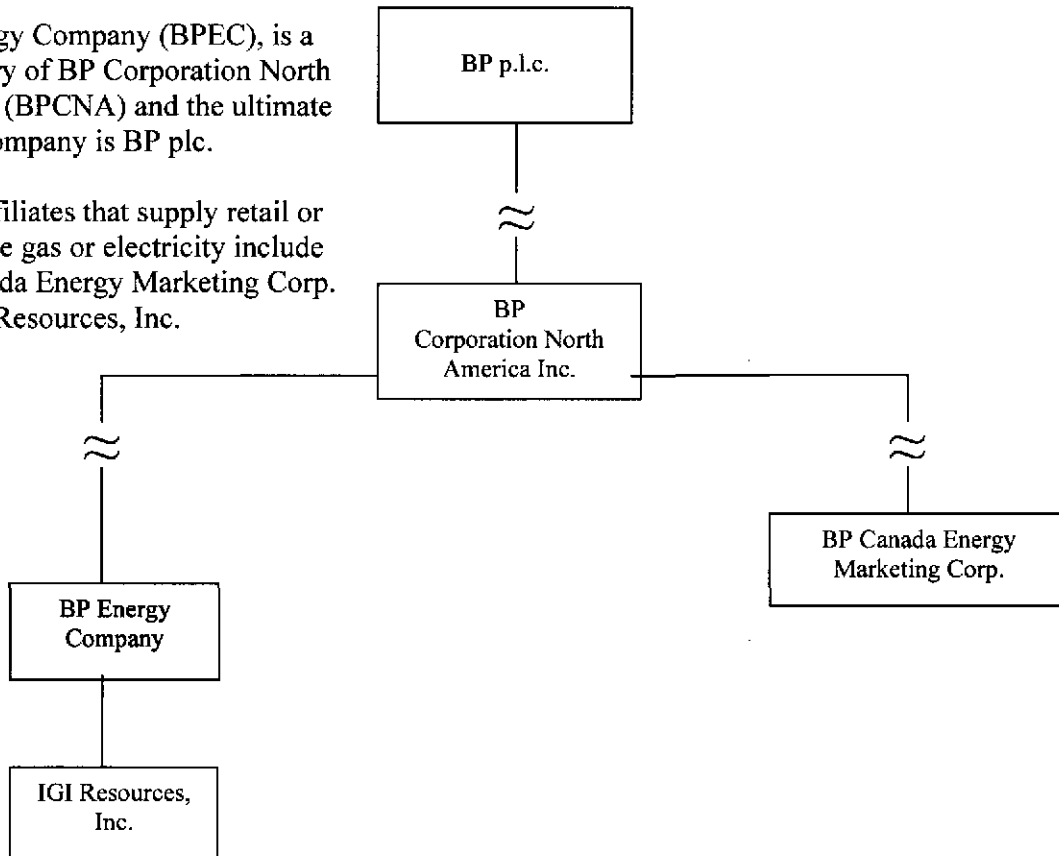 gy Company (BPEC), is a
ry of BP Corporation North
(BPCNA) and the ultimate
ompany is BP plc.
filiates that supply retail or
e gas or electricity include
da Energy Marketing Corp.
Resources, Inc.
BP p.l.c.
BP
Corporation North
America Inc.
BP Canada Energy
Marketing Corp.
BP Energy
Company
IGI Resources,
Inc.